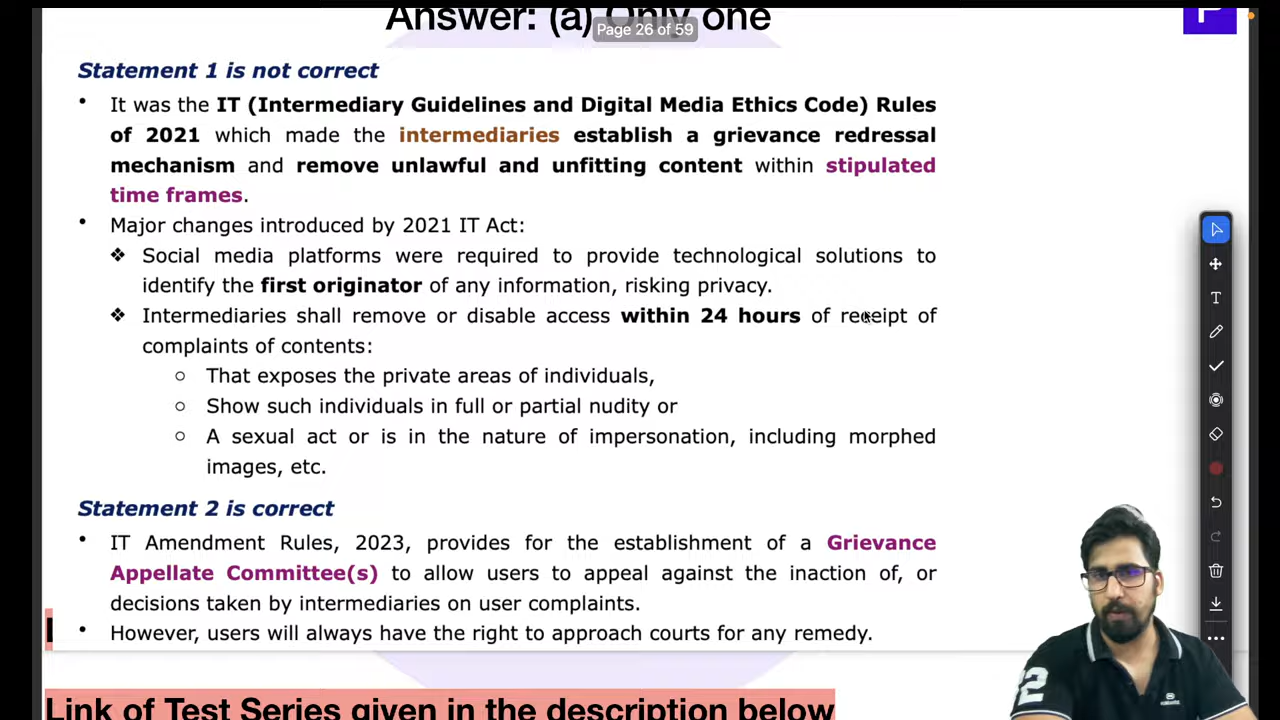 Answer: (a) Only one
Page 26 of 59
Statement 1 is not correct
• It was the IT (Intermediary Guidelines and Digital Media Ethics Code) Rules
of 2021 which made the intermediaries establish a grievance redressal
mechanism and remove unlawful and unfitting content within stipulated
time frames.
• Major changes introduced by 2021 IT Act:
❖ Social media platforms were required to provide technological solutions to
identify the first originator of any information, risking privacy.
❖ Intermediaries shall remove or disable access within 24 hours of receipt of
complaints of contents:
○ That exposes the private areas of individuals,
○ Show such individuals in full or partial nudity or
○ A sexual act or is in the nature of impersonation, including morphed
images, etc.
Statement 2 is correct
• IT Amendment Rules, 2023, provides for the establishment of a Grievance
Appellate Committee(s) to allow users to appeal against the inaction of, or
decisions taken by intermediaries on user complaints.
• However, users will always have the right to approach courts for any remedy.
Link of Test Series given in the description below